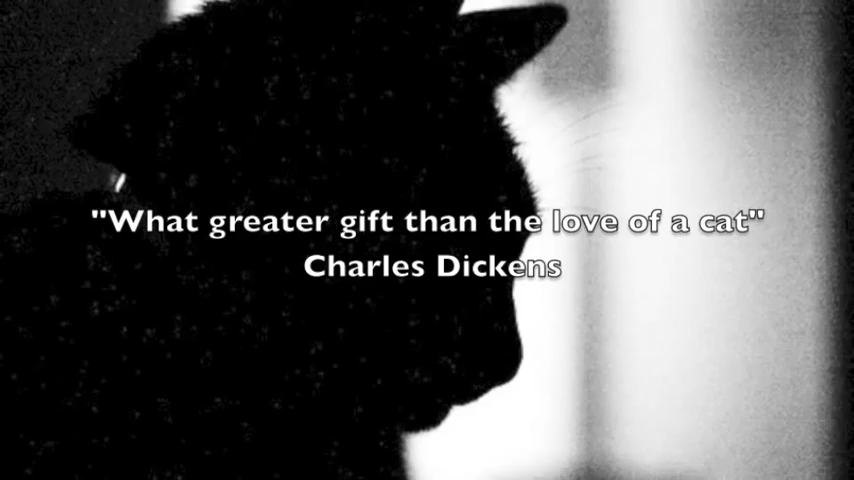 "What greater gift than the love of a cat"
Charles Dickens